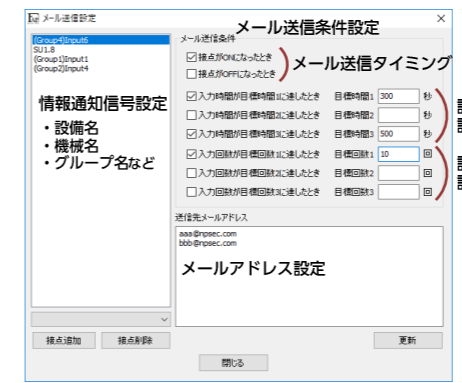 メール送信設定
メール送信条件設定
(Group4)Input6
SU1.8
(Group1)Input1
(Group2)Input4
情報通知信号設定
・設備名
・機械名
・グループ名など
メール送信条件
接点がONになったとき
接点がOFFになったとき
メール送信タイミング
入力時間が目標時間1に達したとき 目標時間1 300 秒
入力時間が目標時間2に達したとき 目標時間2 秒
入力時間が目標時間3に達したとき 目標時間3 500 秒
入力回数が目標回数1に達したとき 目標回数1 10 回
入力回数が目標回数2に達したとき 目標回数2 回
入力回数が目標回数3に達したとき 目標回数3 回
送信先メールアドレス
aaa@npsec.com
bbb@npsec.com
メールアドレス設定
接点追加 接点削除 更新
閉じる